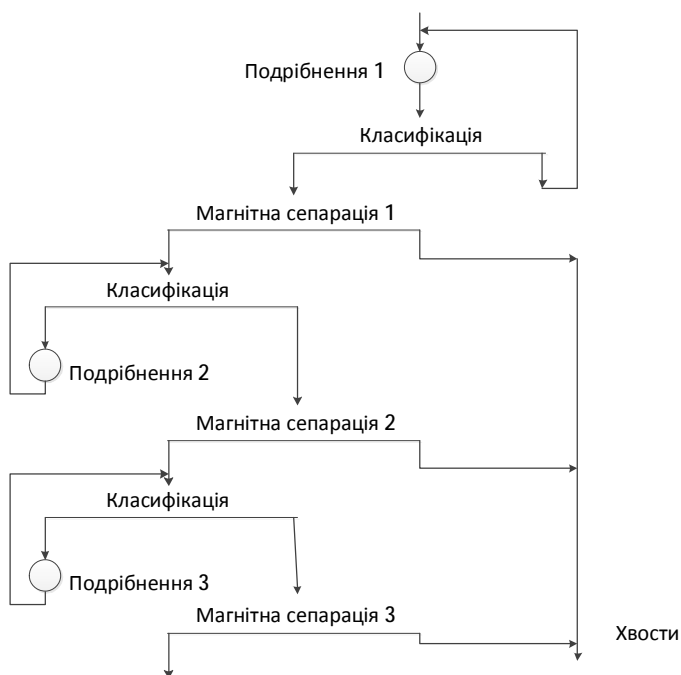 Подрібнення 1
Класифікація
Магнітна сепарація 1
Класифікація
Подрібнення 2
Магнітна сепарація 2
Класифікація
Подрібнення 3
Магнітна сепарація 3
Хвости